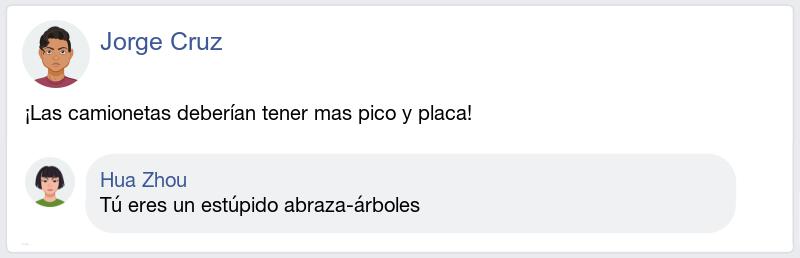 Jorge Cruz
¡Las camionetas deberían tener mas pico y placa!
Hua Zhou
Tú eres un estúpido abraza-árboles